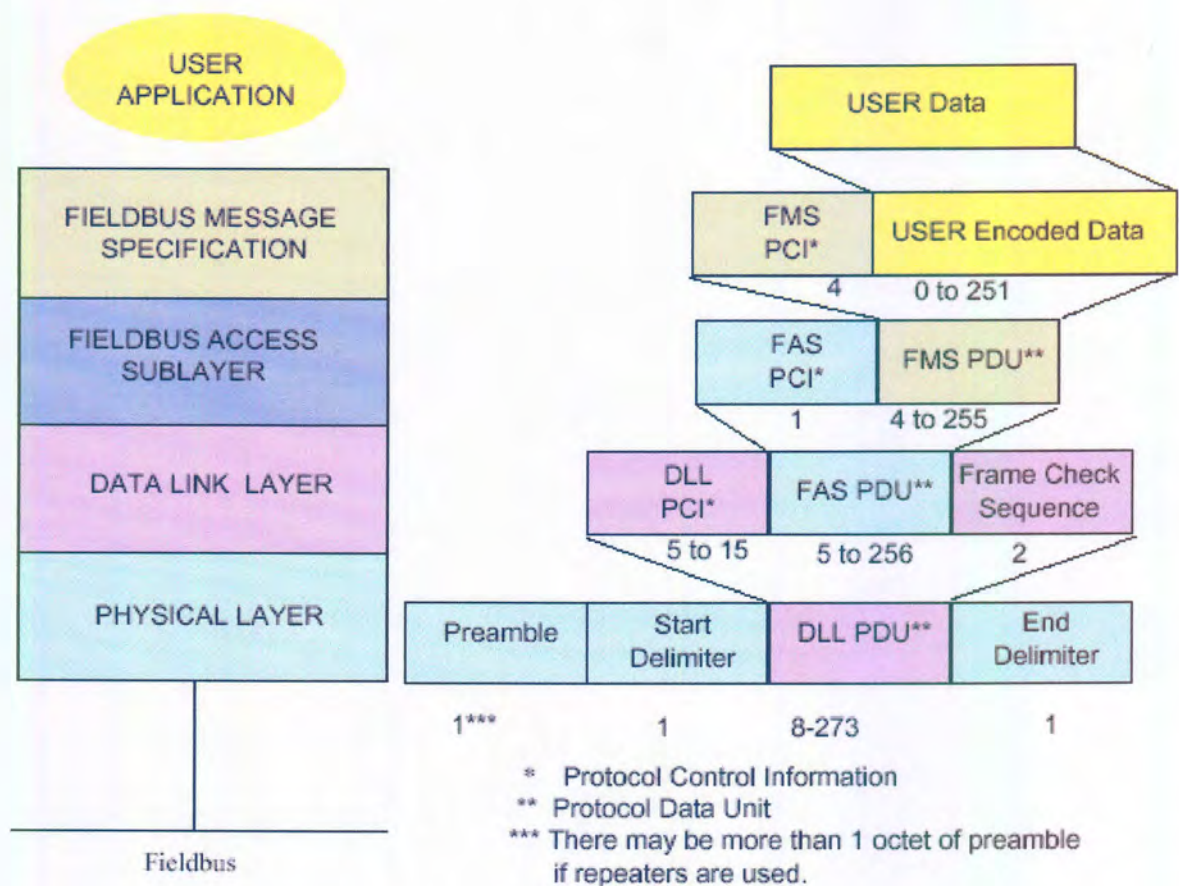 USER
APPLICATION
FIELDBUS MESSAGE
SPECIFICATION
FIELDBUS ACCESS
SUBLAYER
DATA LINK LAYER
PHYSICAL LAYER
Fieldbus
USER Data
FMS
PCI*
USER Encoded Data
4
0 to 251
FAS
PCI*
FMS PDU**
1
4 to 255
DLL
PCI*
FAS PDU**
Frame Check
Sequence
5 to 15
5 to 256
2
Preamble
Start
Delimiter
DLL PDU**
End
Delimiter
1***
1
8-273
1
* Protocol Control Information
** Protocol Data Unit
*** There may be more than 1 octet of preamble
if repeaters are used.